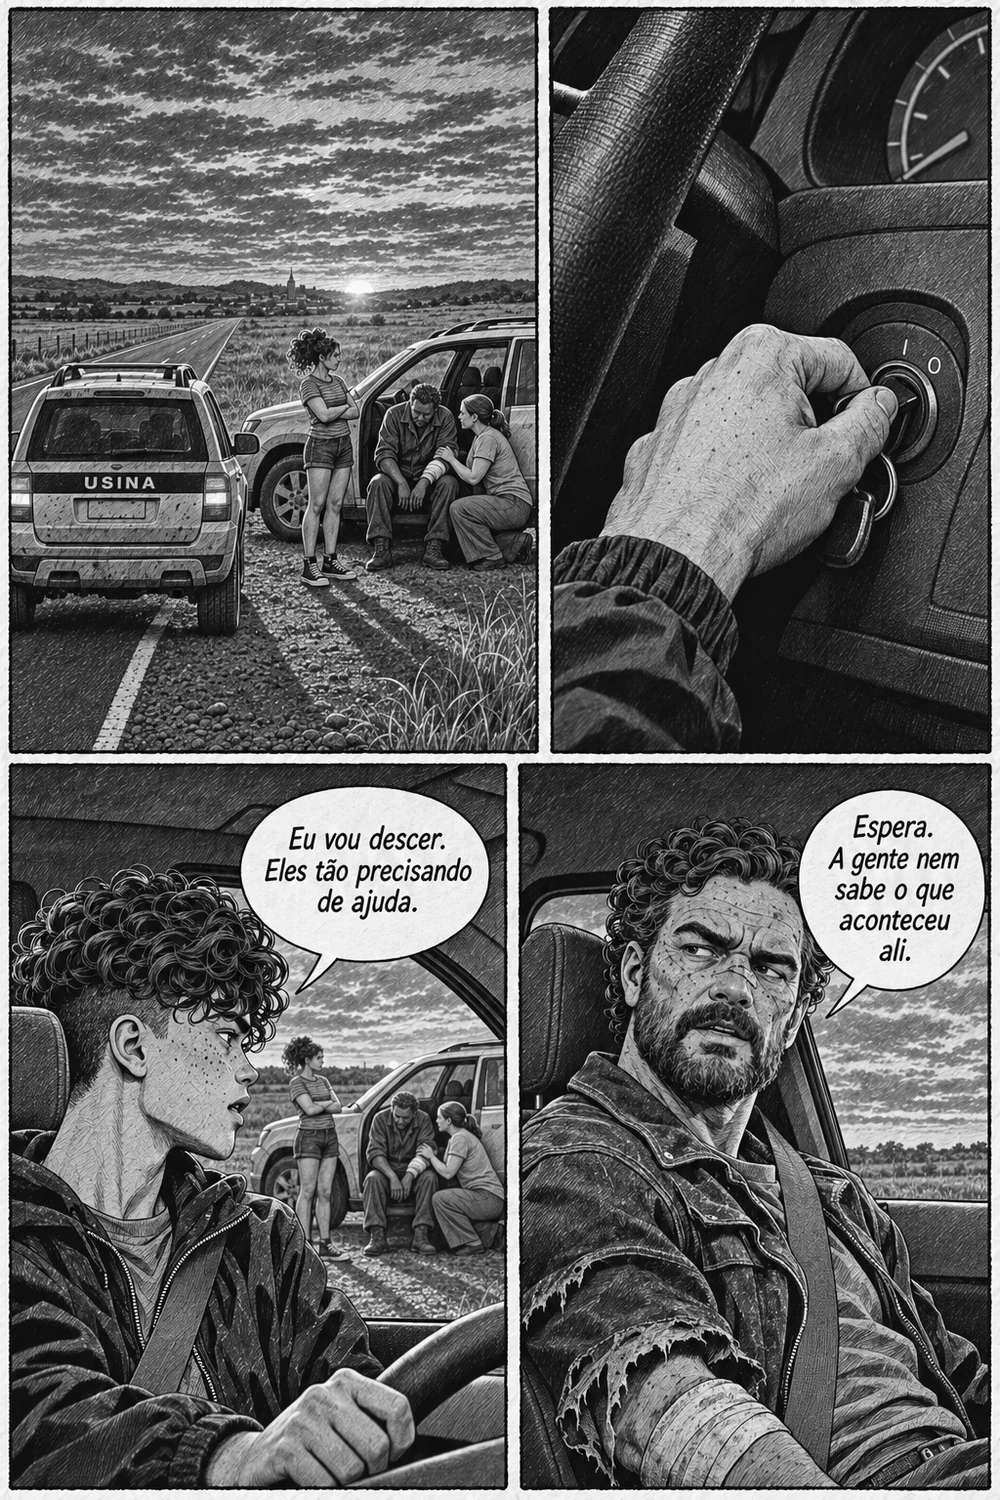 USINA
I O
Eu vou descer.
Eles tão precisando
de ajuda.
Espera.
A gente nem
sabe o que
aconteceu
ali.